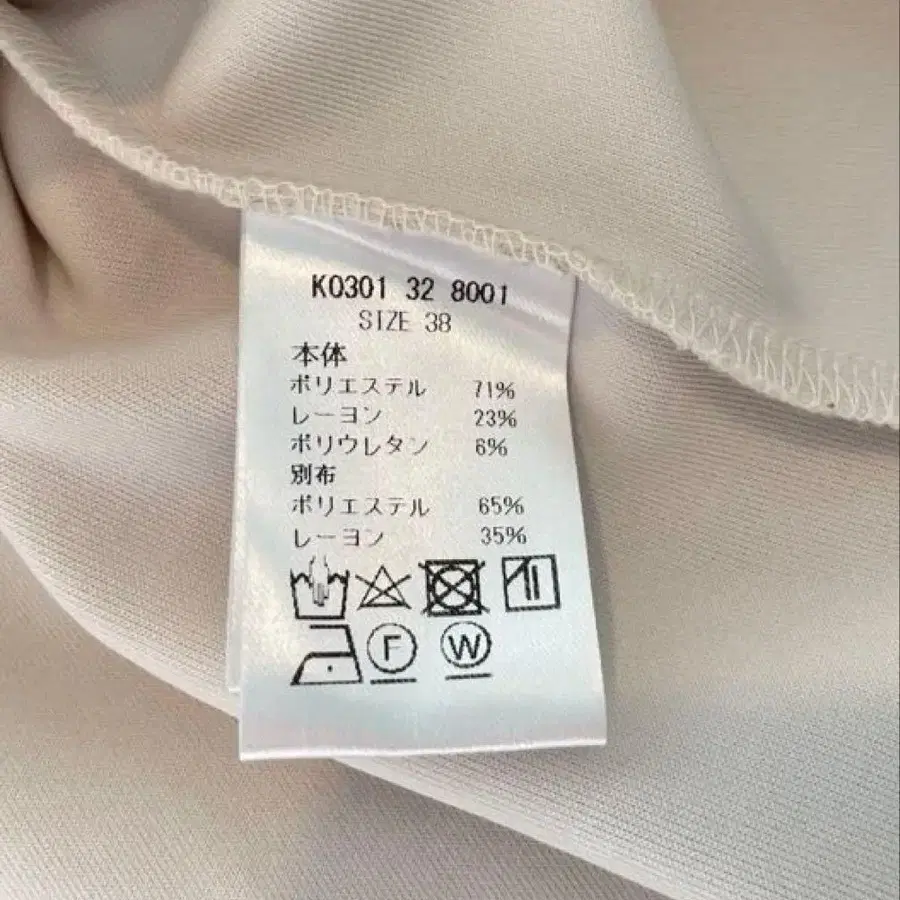 K0301 32 8001
SIZE 38
本体
ポリエステル 71%
レーヨン 23%
ポリウレタン 6%
別布
ポリエステル 65%
レーヨン 35%
F W